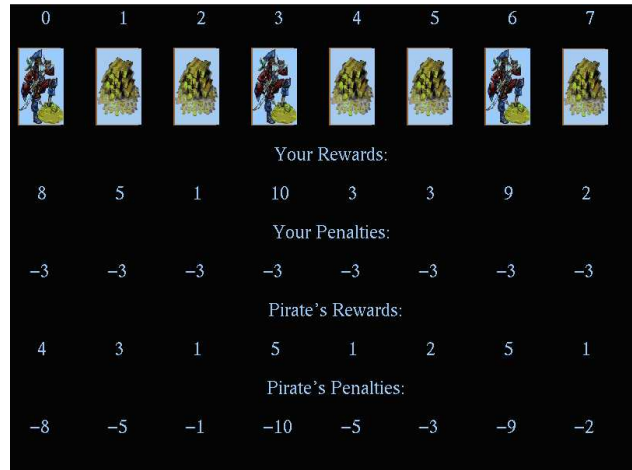 0 1 2 3 4 5 6 7
Your Rewards:
8 5 1 10 3 3 9 2
Your Penalties:
−3 −3 −3 −3 −3 −3 −3 −3
Pirate's Rewards:
4 3 1 5 1 2 5 1
Pirate's Penalties:
−8 −5 −1 −10 −5 −3 −9 −2